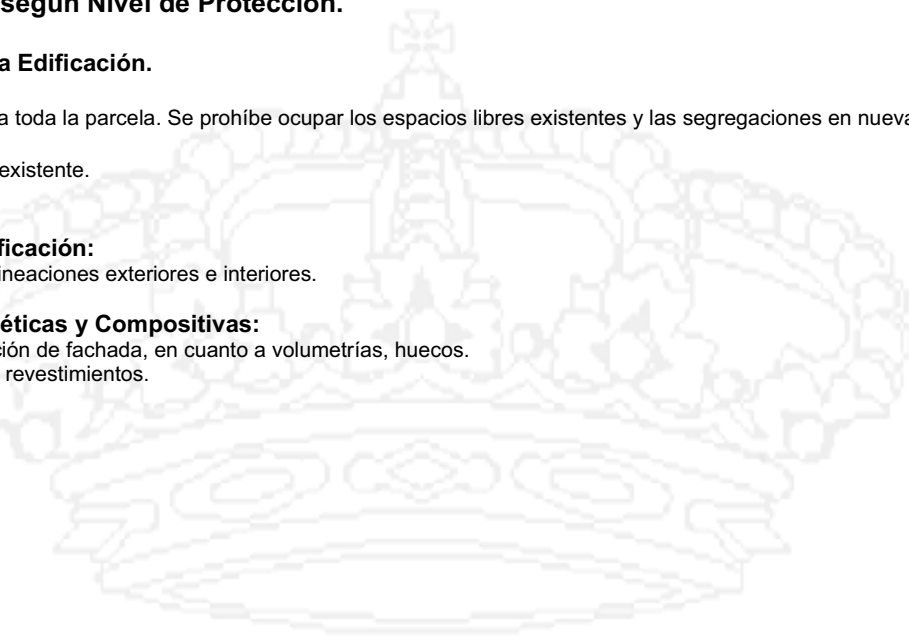 según Nivel de Protección.
a Edificación.
a toda la parcela. Se prohíbe ocupar los espacios libres existentes y las segregaciones en nueva
existente.
ficación:
ineaciones exteriores e interiores.
éticas y Compositivas:
ción de fachada, en cuanto a volumetrías, huecos.
revestimientos.